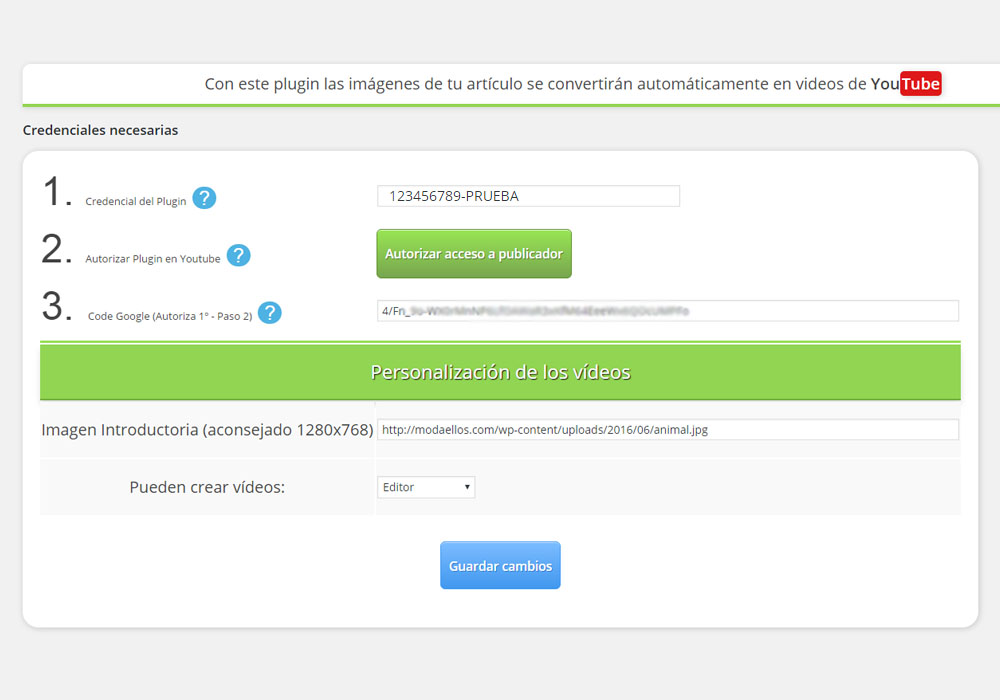 Con este plugin las imágenes de tu artículo se convertirán automáticamente en videos de YouTube
Credenciales necesarias
1. Credencial del Plugin ? 123456789-PRUEBA
2. Autorizar Plugin en Youtube ? Autorizar acceso a publicador
3. Code Google (Autoriza 1º - Paso 2) ? 4/Fn_
Personalización de los vídeos
Imagen Introductoria (aconsejado 1280x768) http://modaellos.com/wp-content/uploads/2016/06/animal.jpg
Pueden crear vídeos: Editor
Guardar cambios